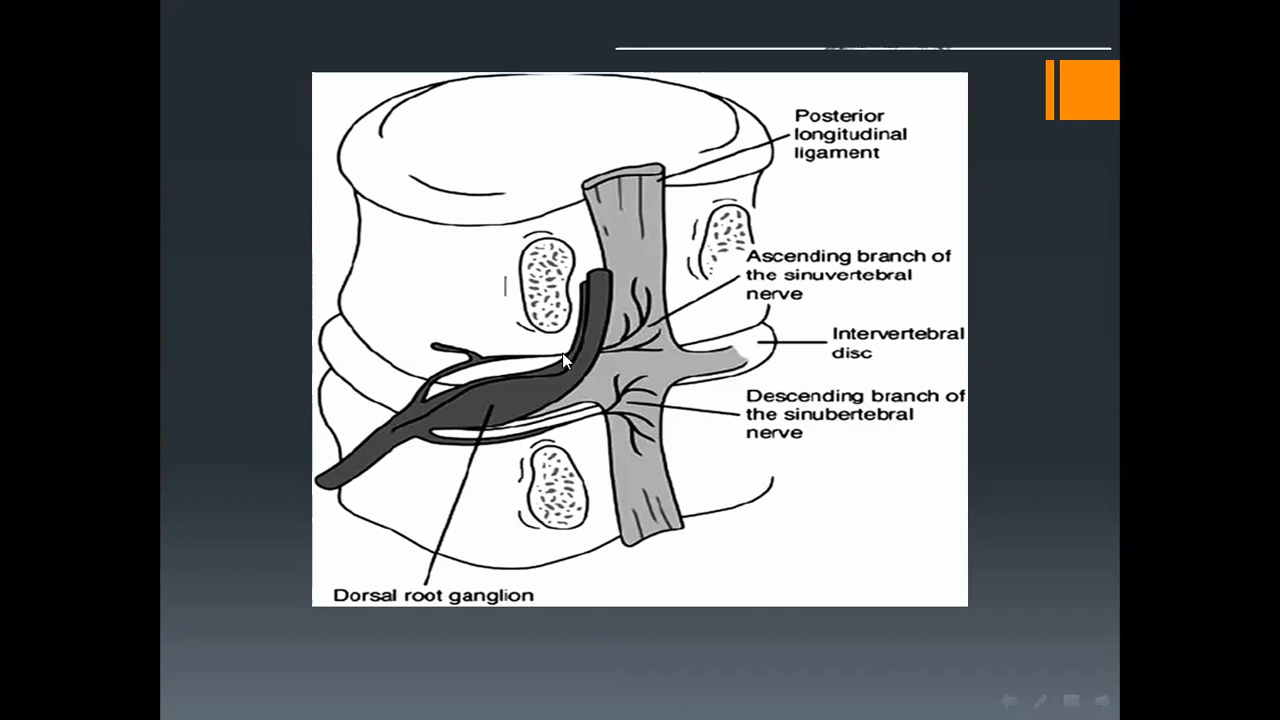 Posterior
longitudinal
ligament
Ascending branch of
the sinuvertebral
nerve
Intervertebral
disc
Descending branch of
the sinubertebral
nerve
Dorsal root ganglion